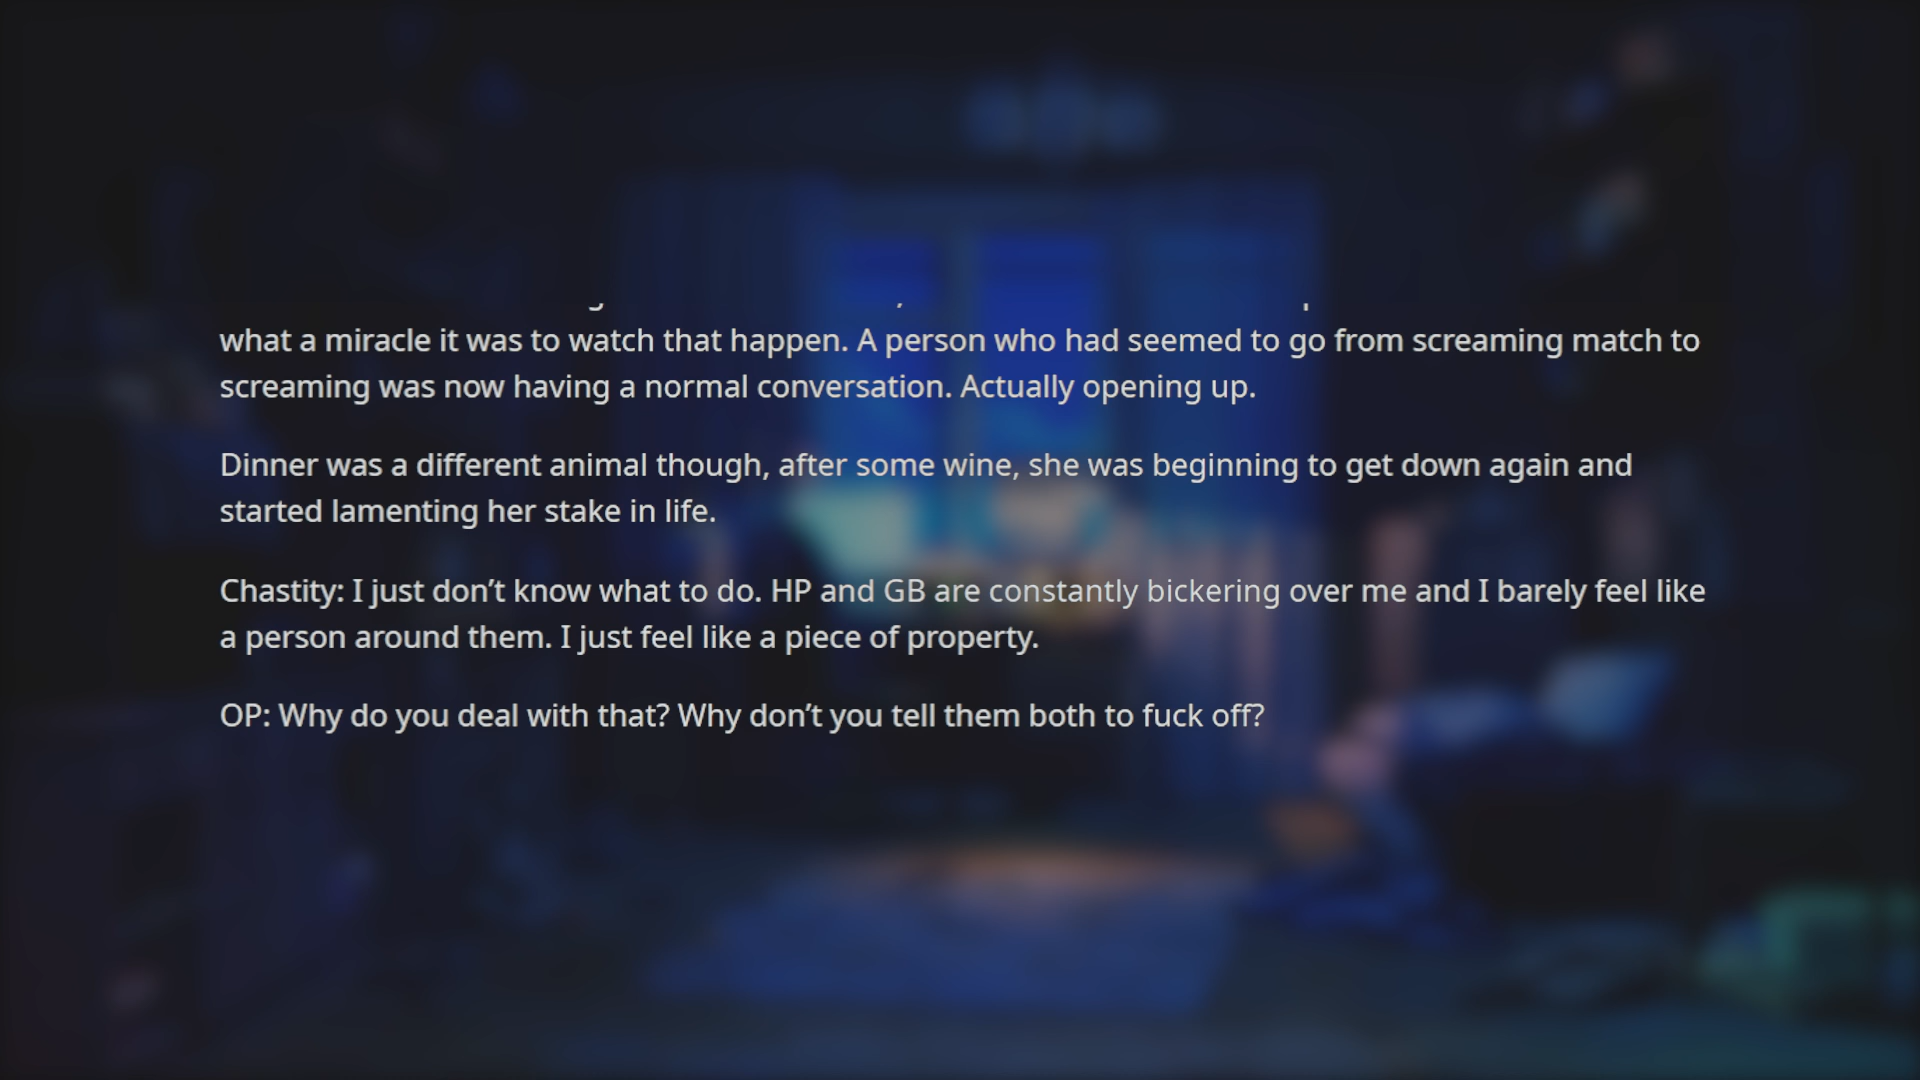 what a miracle it was to watch that happen. A person who had seemed to go from screaming match to
screaming was now having a normal conversation. Actually opening up.
Dinner was a different animal though, after some wine, she was beginning to get down again and
started lamenting her stake in life.
Chastity: I just don’t know what to do. HP and GB are constantly bickering over me and I barely feel like
a person around them. I just feel like a piece of property.
OP: Why do you deal with that? Why don’t you tell them both to fuck off?